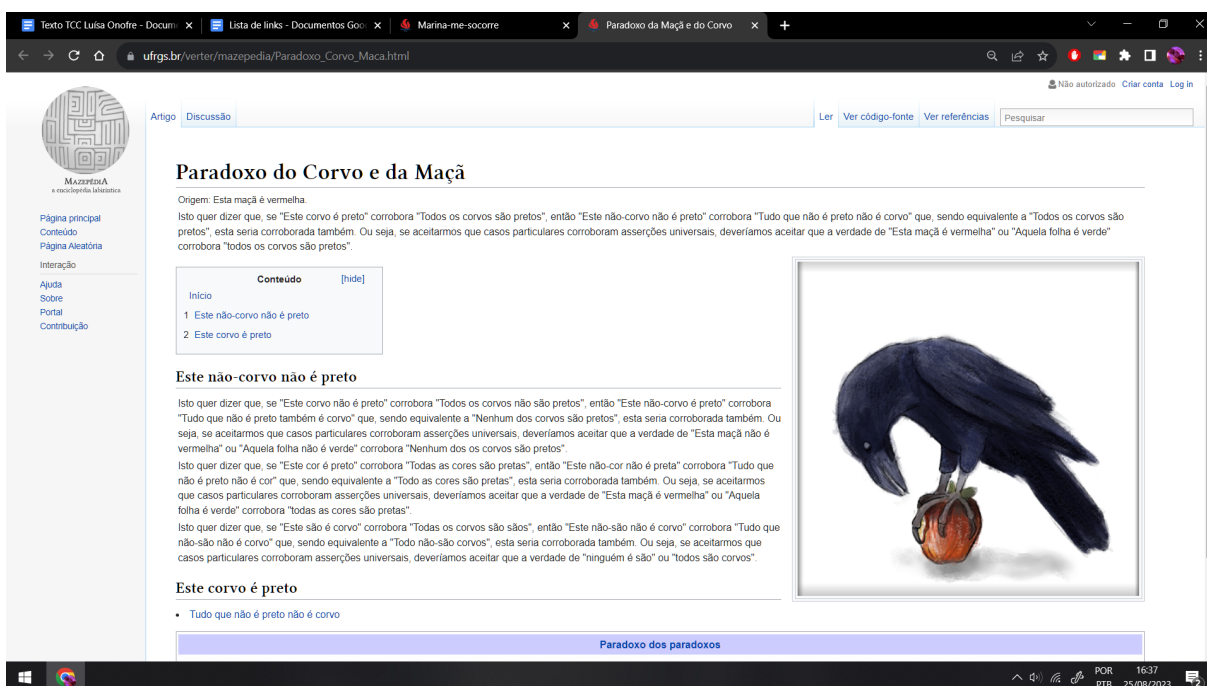 Texto TCC Luísa Onofre - Docum
Lista de links - Documentos Goo
Marina-me-socorre
Paradoxo da Maçã e do Corvo
ufrgs.br/verter/mazepedia/Paradoxo_Corvo_Maca.html
Não autorizado Criar conta Log in
Artigo Discussão
Ler Ver código-fonte Ver referências Pesquisar
MAZEPÉDIA
a enciclopédia labiríntica
Página principal
Conteúdo
Página Aleatória
Interação
Ajuda
Sobre
Portal
Contribuição
Paradoxo do Corvo e da Maçã
Origem: Esta maçã é vermelha.
Isto quer dizer que, se "Este corvo é preto" corrobora "Todos os corvos são pretos", então "Este não-corvo não é preto" corrobora "Tudo que não é preto não é corvo" que, sendo equivalente a "Todos os corvos são
pretos", esta seria corroborada também. Ou seja, se aceitarmos que casos particulares corroboram asserções universais, deveríamos aceitar que a verdade de "Esta maçã é vermelha" ou "Aquela folha é verde"
corrobora "todos os corvos são pretos".
Conteúdo [hide]
Início
1 Este não-corvo não é preto
2 Este corvo é preto
Este não-corvo não é preto
Isto quer dizer que, se "Este corvo não é preto" corrobora "Todos os corvos não são pretos", então "Este não-corvo é preto" corrobora
"Tudo que não é preto também é corvo" que, sendo equivalente a "Nenhum dos corvos são pretos", esta seria corroborada também. Ou
seja, se aceitarmos que casos particulares corroboram asserções universais, deveríamos aceitar que a verdade de "Esta maçã não é
vermelha" ou "Aquela folha não é verde" corrobora "Nenhum dos os corvos são pretos".
Isto quer dizer que, se "Este cor é preto" corrobora "Todas as cores são pretas", então "Este não-cor não é preta" corrobora "Tudo que
não é preto não é cor" que, sendo equivalente a "Todo as cores são pretas", esta seria corroborada também. Ou seja, se aceitarmos
que casos particulares corroboram asserções universais, deveríamos aceitar que a verdade de "Esta maçã é vermelha" ou "Aquela
folha é verde" corrobora "todas as cores são pretas".
Isto quer dizer que, se "Este são é corvo" corrobora "Todas os corvos são sãos", então "Este não-são não é corvo" corrobora "Tudo que
não-são não é corvo" que, sendo equivalente a "Todo não-são corvos", esta seria corroborada também. Ou seja, se aceitarmos que
casos particulares corroboram asserções universais, deveríamos aceitar que a verdade de "ninguém é são" ou "todos são corvos".
Este corvo é preto
• Tudo que não é preto não é corvo
Paradoxo dos paradoxos
POR 16:37
PTB 25/08/2023
2